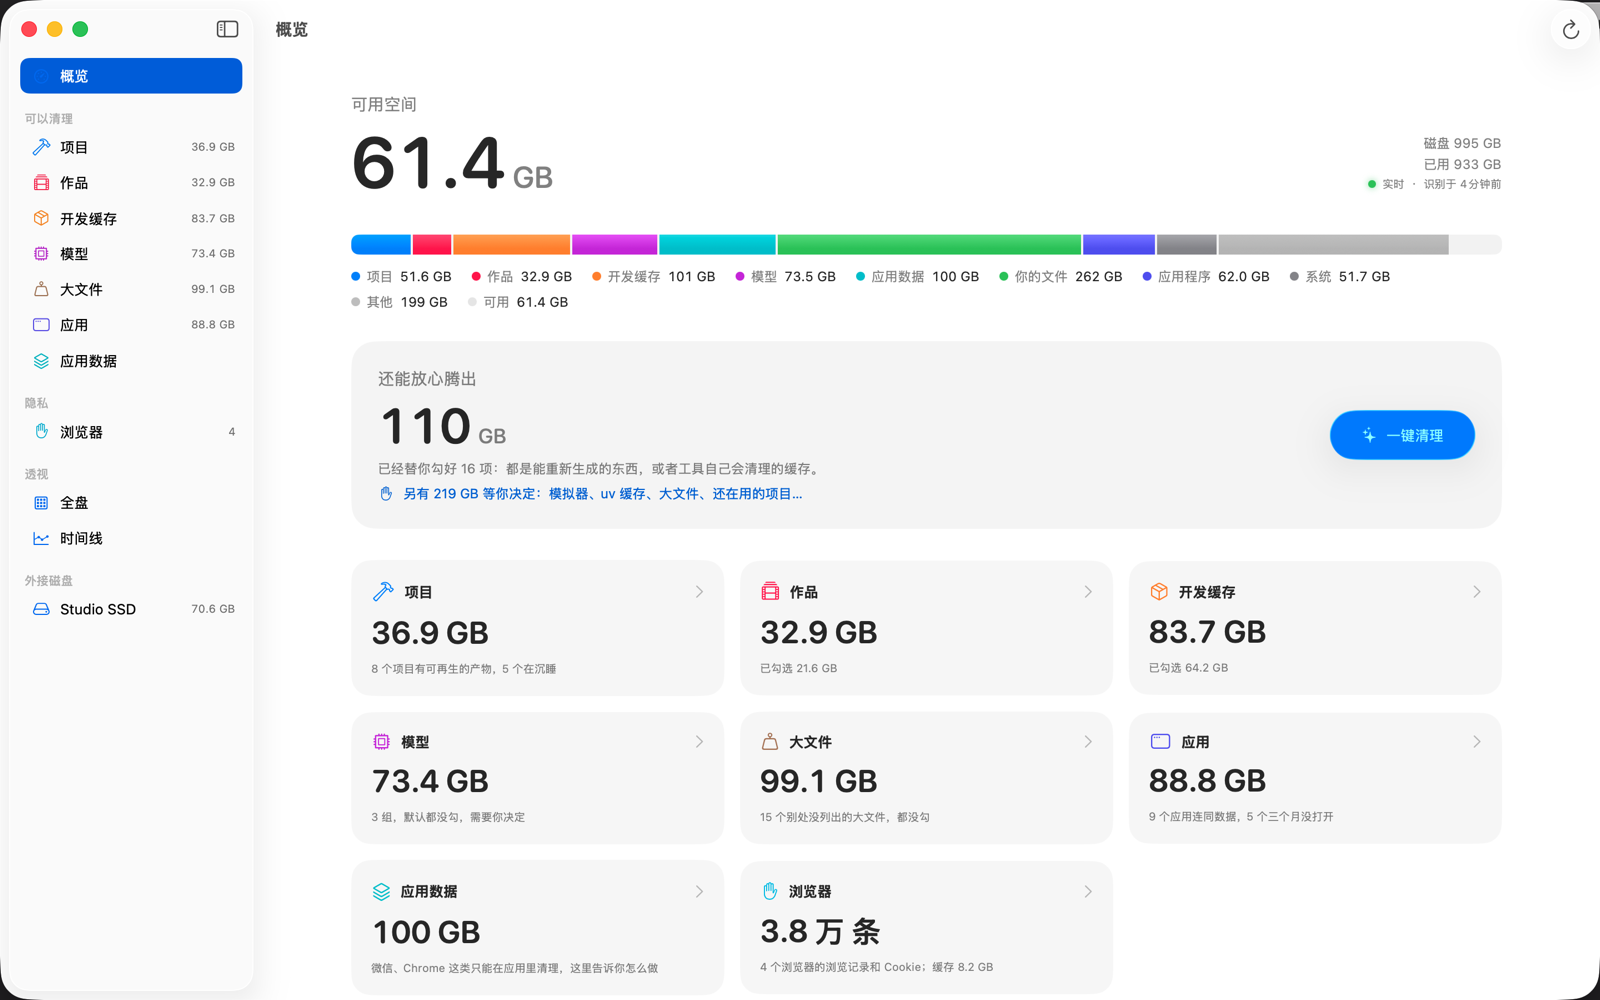 概览
概览
可以清理
项目 36.9 GB
作品 32.9 GB
开发缓存 83.7 GB
模型 73.4 GB
大文件 99.1 GB
应用 88.8 GB
应用数据
隐私
浏览器 4
透视
全盘
时间线
外接磁盘
Studio SSD 70.6 GB
可用空间
61.4 GB
磁盘 995 GB
已用 933 GB
实时 · 识别于 4 分钟前
项目 51.6 GB 作品 32.9 GB 开发缓存 101 GB 模型 73.5 GB 应用数据 100 GB 你的文件 262 GB 应用程序 62.0 GB 系统 51.7 GB
其他 199 GB 可用 61.4 GB
还能放心腾出
110 GB
已经替你勾好 16 项：都是能重新生成的东西，或者工具自己会清理的缓存。
另有 219 GB 等你决定：模拟器、uv 缓存、大文件、还在用的项目…
一键清理
项目
36.9 GB
8 个项目有可再生的产物，5 个在沉睡
作品
32.9 GB
已勾选 21.6 GB
开发缓存
83.7 GB
已勾选 64.2 GB
模型
73.4 GB
3 组，默认都没勾，需要你决定
大文件
99.1 GB
15 个别处没列出的大文件，都没勾
应用
88.8 GB
9 个应用连同数据，5 个三个月没打开
应用数据
100 GB
微信、Chrome 这类只能在应用里清理，这里告诉你怎么做
浏览器
3.8 万 条
4 个浏览器的浏览记录和 Cookie；缓存 8.2 GB